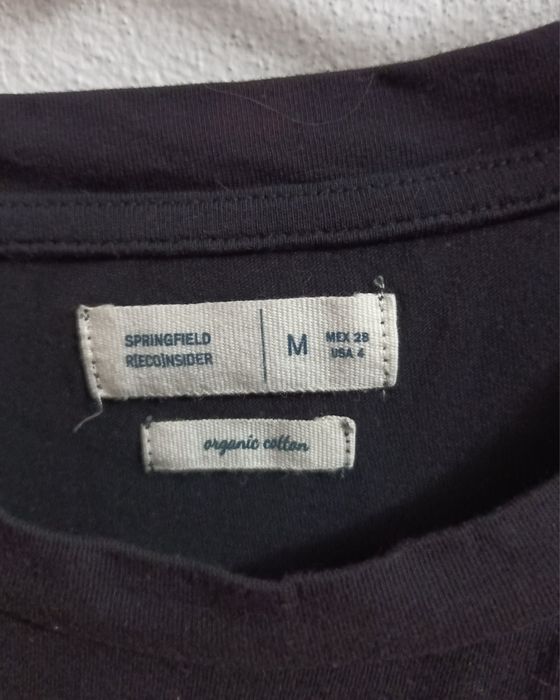 SPRINGFIELD
R[ECO]NSIDER
M
MEX 28
USA 4
organic cotton